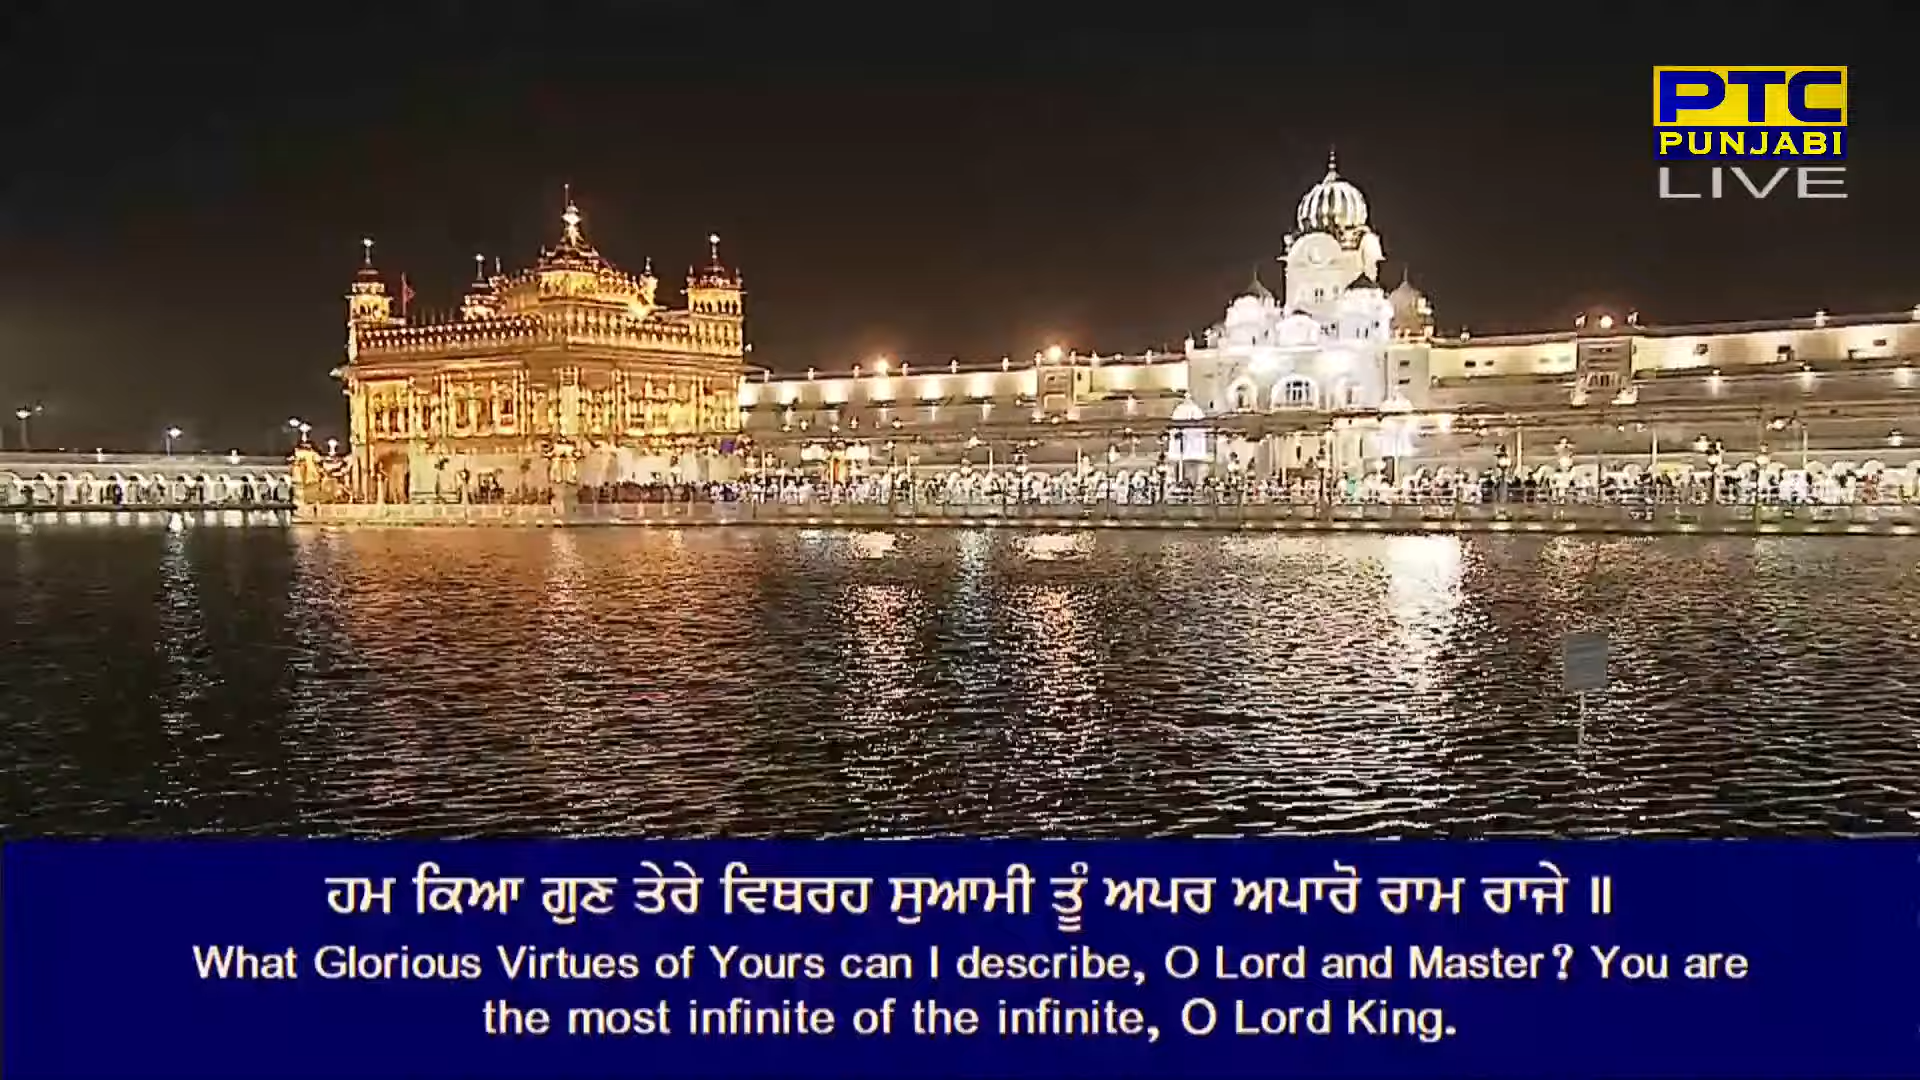 PTC
PUNJABI
LIVE
ਹਮ ਕਿਆ ਗੁਣ ਤੇਰੇ ਵਿਥਰਹ ਸੁਆਮੀ ਤੂੰ ਅਪਰ ਅਪਾਰੋ ਰਾਮ ਰਾਜੇ ॥
What Glorious Virtues of Yours can I describe, O Lord and Master? You are
the most infinite of the infinite, O Lord King.